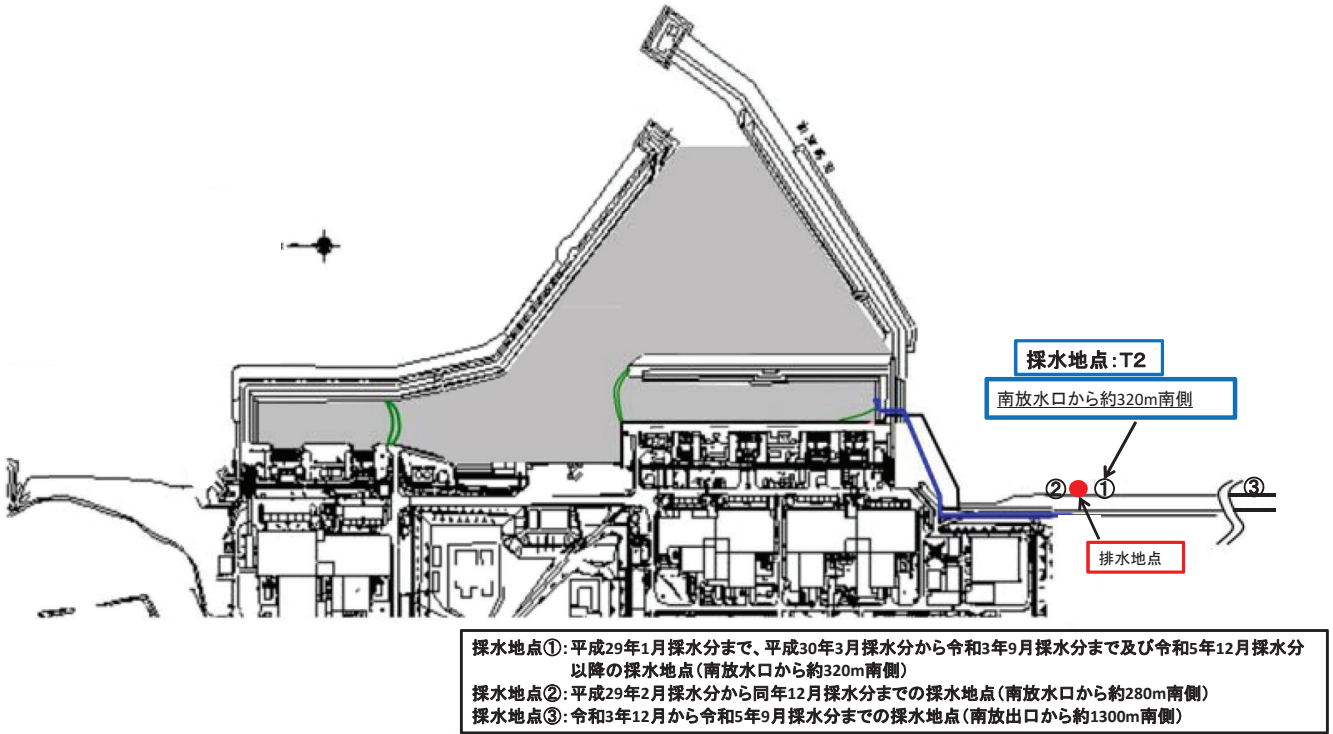 採水地点:T2
南放水口から約320m南側
② ① ③
排水地点
採水地点①:平成29年1月採水分まで、平成30年3月採水分から令和3年9月採水分まで及び令和5年12月採水分
以降の採水地点(南放水口から約320m南側)
採水地点②:平成29年2月採水分から同年12月採水分までの採水地点(南放水口から約280m南側)
採水地点③:令和3年12月から令和5年9月採水分までの採水地点(南放出口から約1300m南側)